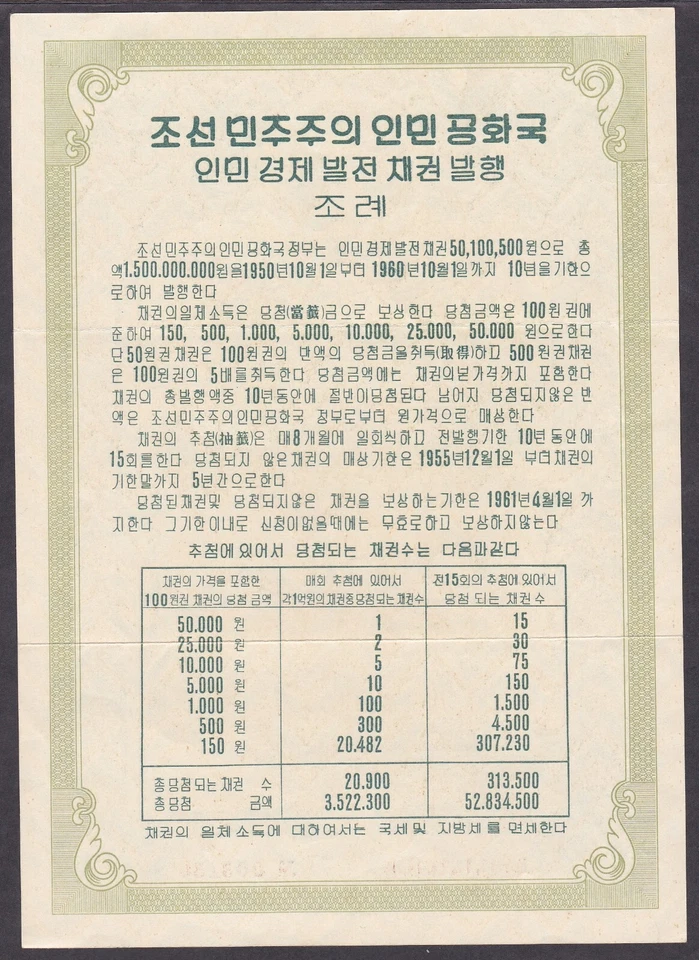 조선 민주주의 인민 공화국
인민 경제 발전 채권 발행
조례
조선민주주의인민공화국정부는 인민경제발전채권50,100,500원으로 총
액1.500.000.000원을1950년10월1일부터 1960년10월1일까지 10년을기한으
로하여 발행한다
채권의일체소득은 당첨(當籤)금으로 보상한다 당첨금액은 100원권에
준하여 150, 500, 1.000, 5.000, 10.000, 25.000, 50.000 원으로한다
단50원권채권은 100원권의 반액의 당첨금을취득(取得)하고 500원권채권
은 100원권의 5배를취득한다 당첨금액에는 채권의본가격까지 포함한다
채권의 총발행액중 10년동안에 절반이당첨된다 남어지 당첨되지않은 반
액은 조선민주주의인민공화국 정부로부터 원가격으로 매상한다
채권의 추첨(抽籤)은 매8개월에 일회식하고 전발행기한 10년동안에
15회를한다 당첨되지 않은채권의 매상기한은 1955년12월1일 부터채권의
기한말까지 5년간으로한다
당첨된채권및 당첨되지않은 채권을 보상하는기한은 1961년4월1일 까
지한다 그기한이내로 신청이없을때에는 무효로하고 보상하지않는다
추첨에 있어서 당첨되는 채권수는 다음과같다
채권의 가격을 포함한 매회 추첨에 있어서 전15회의 추첨에 있어서
100원권 채권의 당첨 금액 각1억원의채권중당첨되는채권수 당첨 되는 채권 수
50.000 원 1 15
25.000 원 2 30
10.000 원 5 75
5.000 원 10 150
1.000 원 100 1.500
500 원 300 4.500
150 원 20.482 307.230
총당첨되는채권 수 20.900 313.500
총당첨 금액 3.522.300 52.834.500
채권의 일체소득에 대하여서는 국세및 지방세를 면세한다